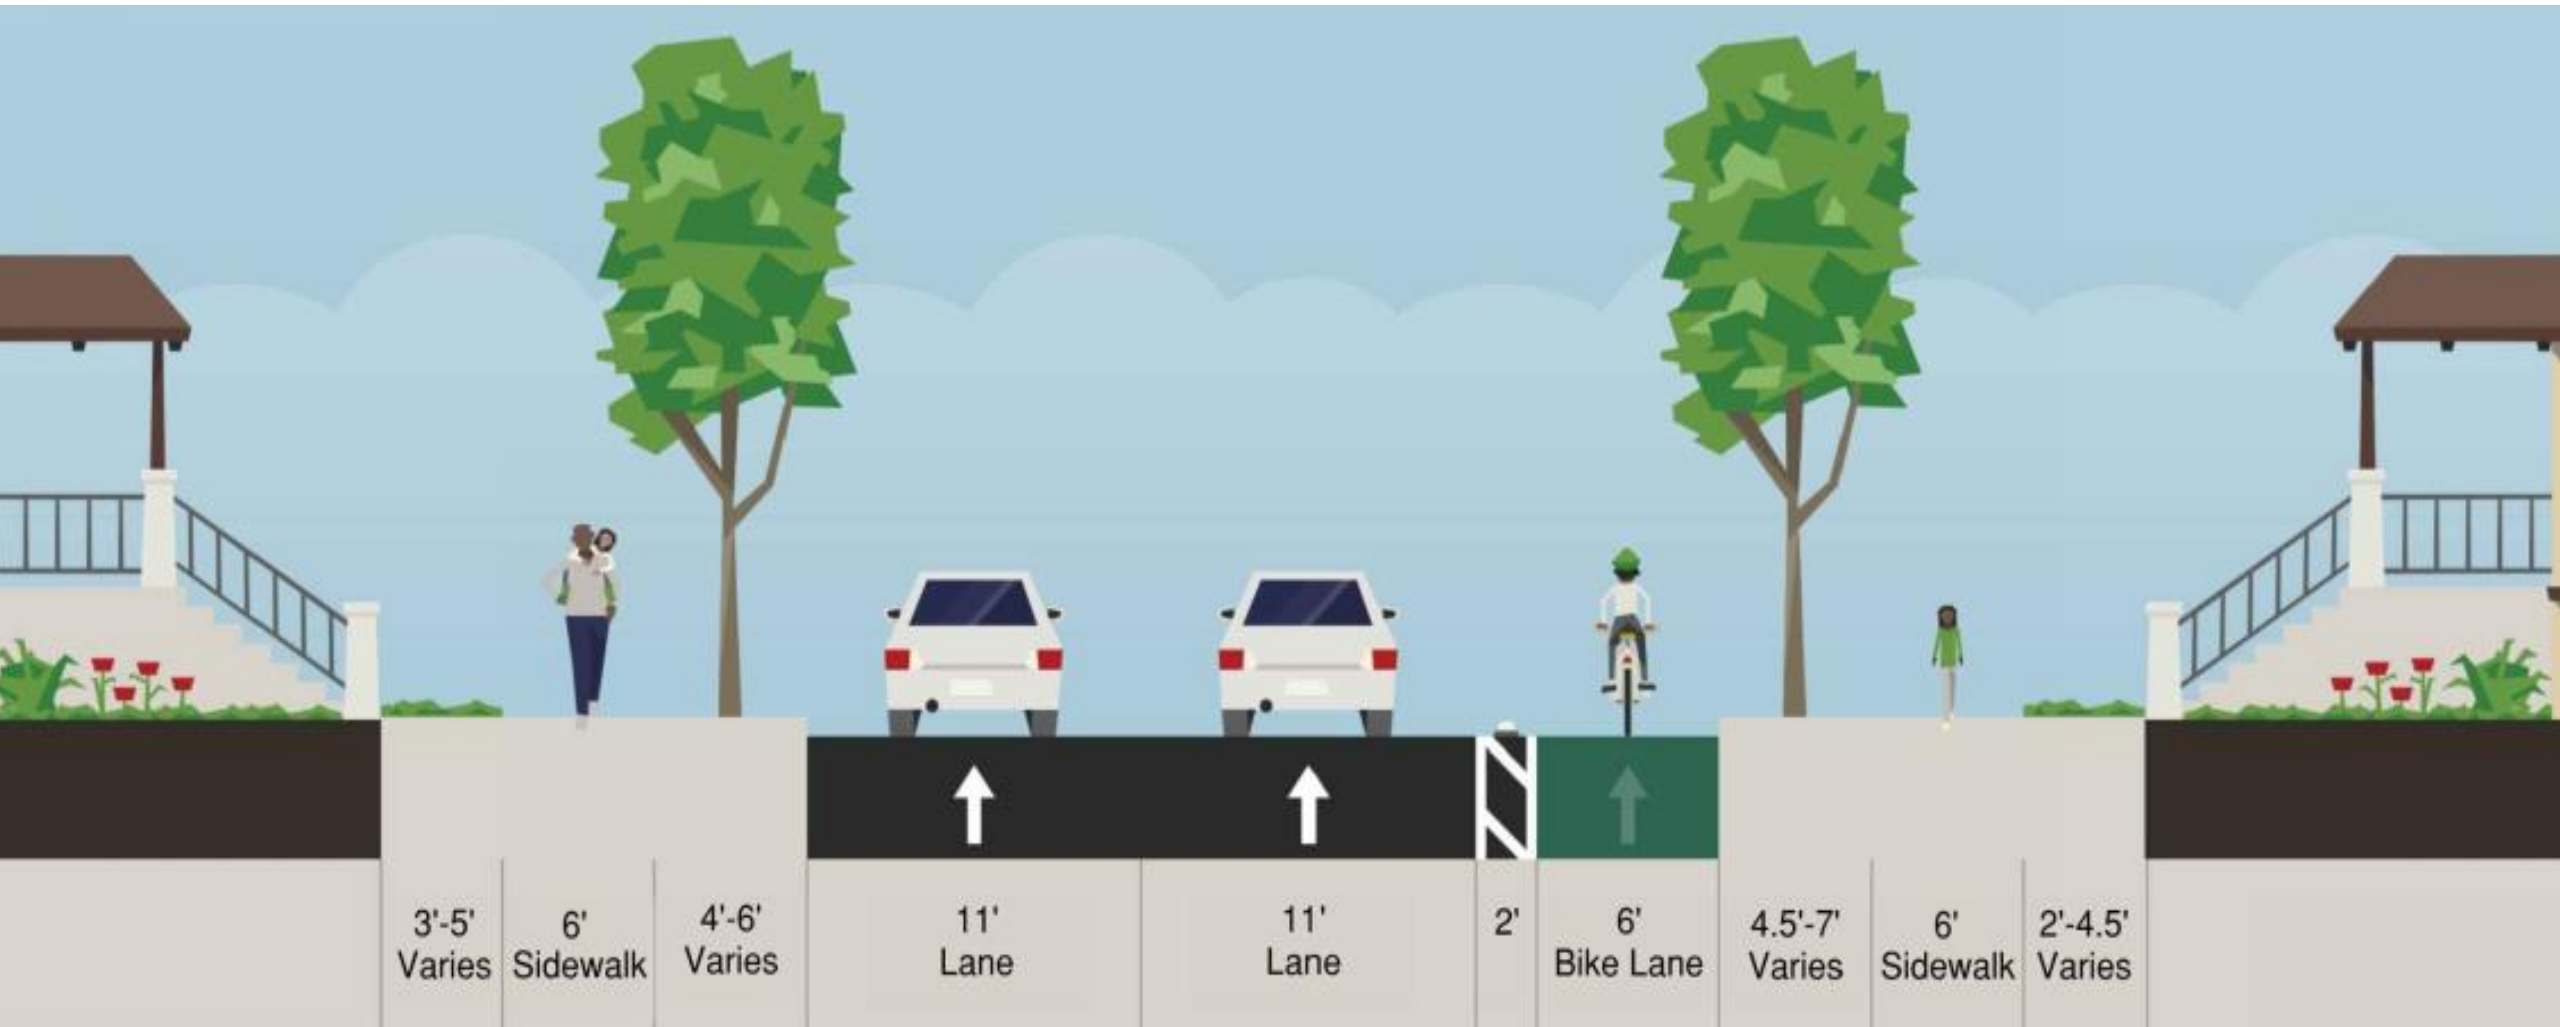 3'-5'
Varies
6'
Sidewalk
4'-6'
Varies
11'
Lane
11'
Lane
2'
6'
Bike Lane
4.5'-7'
Varies
6'
Sidewalk
2'-4.5'
Varies